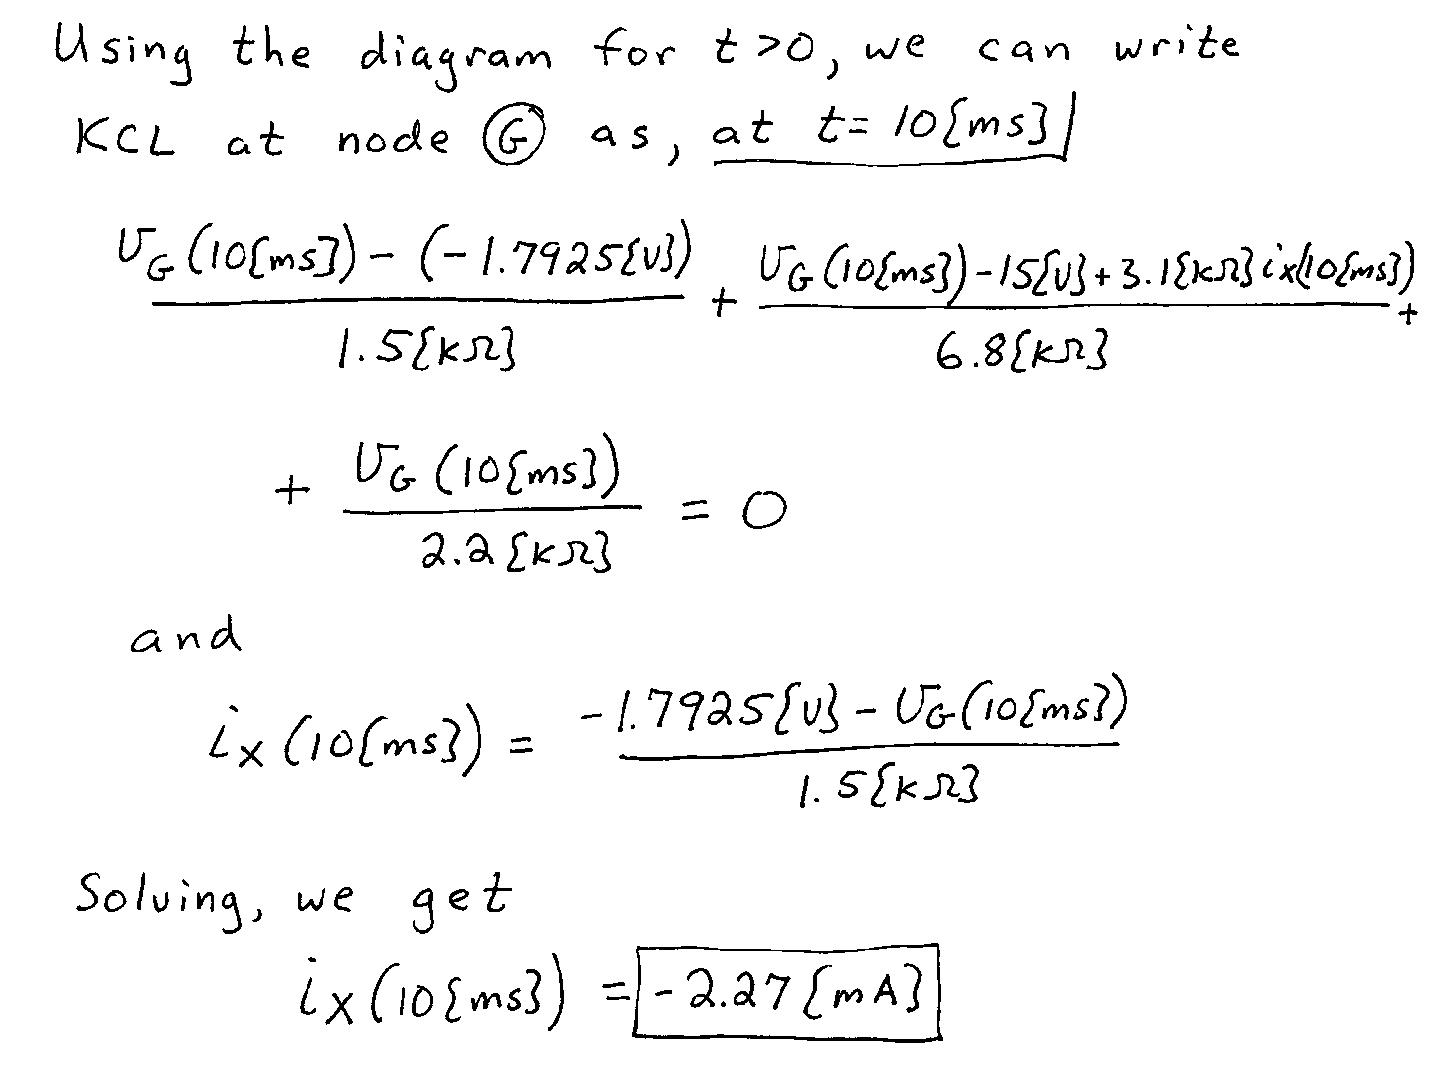 Using the diagram for t>0, we can write
KCL at node G as, at t= 10{ms}
vG(10{ms}) - (-1.7925{V}) / 1.5{kΩ} + vG(10{ms}) - 15{V} + 3.1{kΩ} ix(10{ms}) / 6.8{kΩ} +
+ vG(10{ms}) / 2.2{kΩ} = 0
and
ix(10{ms}) = -1.7925{V} - vG(10{ms}) / 1.5{kΩ}
Solving, we get
ix(10{ms}) = -2.27{mA}